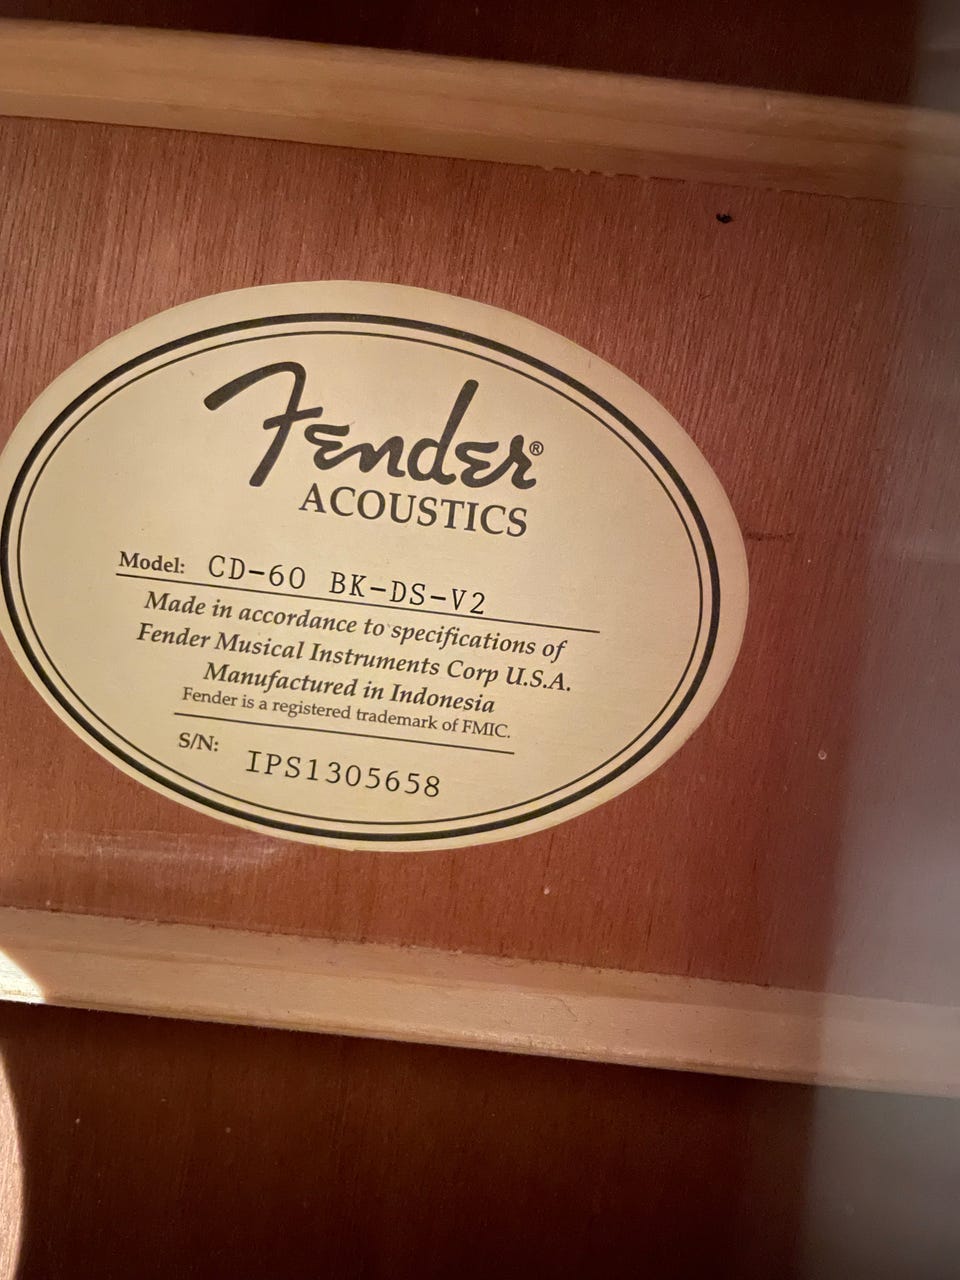 Fender®
ACOUSTICS
Model: CD-60 BK-DS-V2
Made in accordance to specifications of
Fender Musical Instruments Corp U.S.A.
Manufactured in Indonesia
Fender is a registered trademark of FMIC.
S/N: IPS1305658